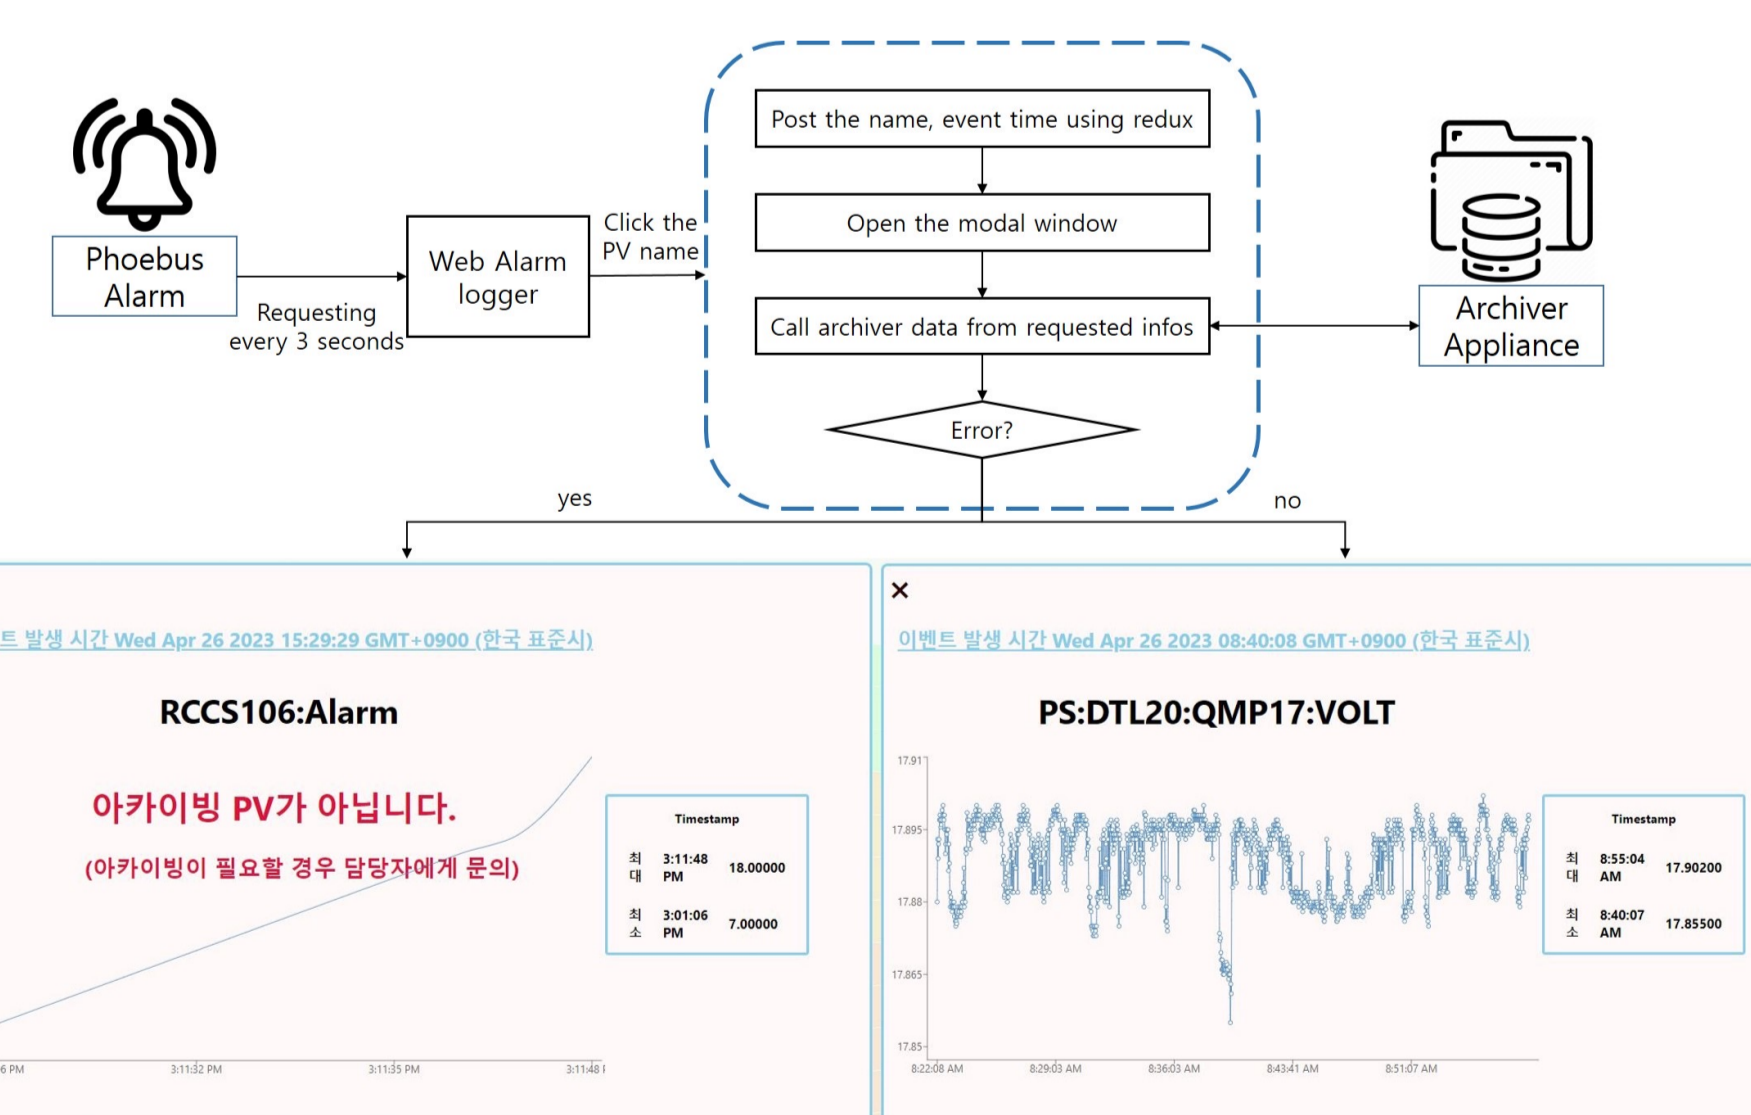 Post the name, event time using redux
Open the modal window
Call archiver data from requested infos
Error?
Phoebus
Alarm
Requesting
every 3 seconds
Web Alarm
logger
Click the
PV name
Archiver
Appliance
yes
no
트 발생 시간 Wed Apr 26 2023 15:29:29 GMT+0900 (한국 표준시)
RCCS106:Alarm
아카이빙 PV가 아닙니다.
(아카이빙이 필요할 경우 담당자에게 문의)
Timestamp
최대 3:11:48 PM 18.00000
최소 3:01:06 PM 7.00000
6 PM
3:11:32 PM
3:11:35 PM
3:11:48 P
×
이벤트 발생 시간 Wed Apr 26 2023 08:40:08 GMT+0900 (한국 표준시)
PS:DTL20:QMP17:VOLT
17.91
17.895
17.88
17.865
17.85
8:22:08 AM
8:29:03 AM
8:36:03 AM
8:43:41 AM
8:51:07 AM
Timestamp
최대 8:55:04 AM 17.90200
최소 8:40:07 AM 17.85500